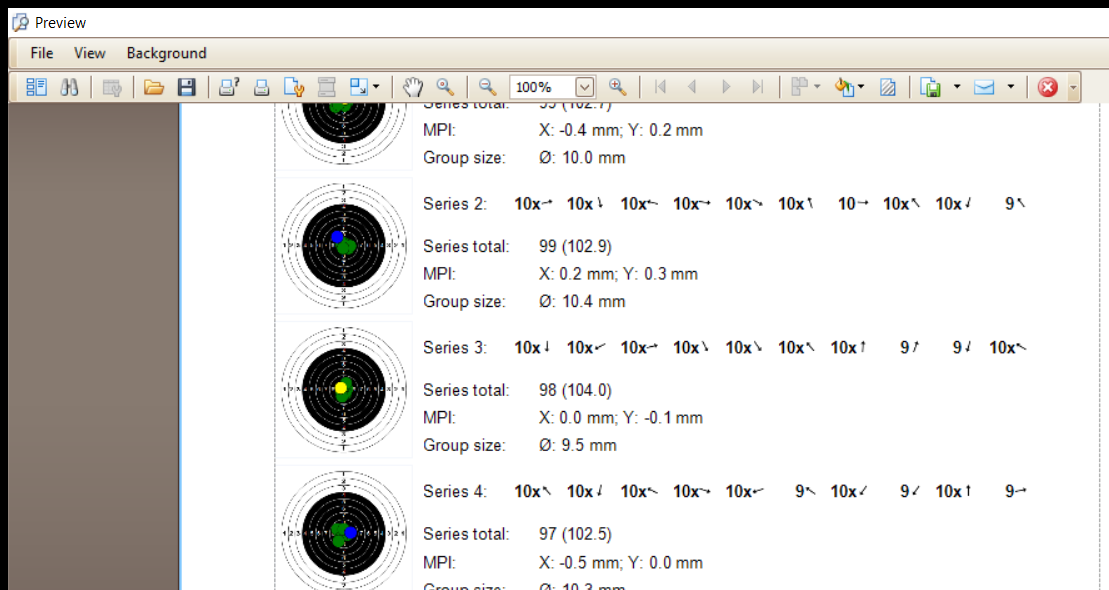 Preview
File View Background
100%
Series total: 99 (102.7)
MPI: X: -0.4 mm; Y: 0.2 mm
Group size: Ø: 10.0 mm
Series 2: 10x 10x 10x 10x 10x 10x 10 10x 10x 9
Series total: 99 (102.9)
MPI: X: 0.2 mm; Y: 0.3 mm
Group size: Ø: 10.4 mm
Series 3: 10x 10x 10x 10x 10x 10x 10x 9 9 10x
Series total: 98 (104.0)
MPI: X: 0.0 mm; Y: -0.1 mm
Group size: Ø: 9.5 mm
Series 4: 10x 10x 10x 10x 10x 9 10x 9 10x 9
Series total: 97 (102.5)
MPI: X: -0.5 mm; Y: 0.0 mm
Group size: Ø: 10.3 mm